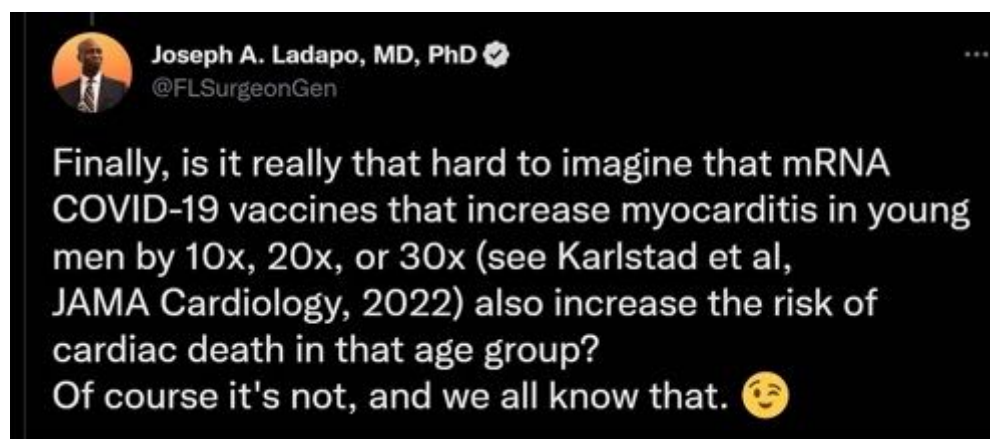 Joseph A. Ladapo, MD, PhD
@FLSurgeonGen
Finally, is it really that hard to imagine that mRNA
COVID-19 vaccines that increase myocarditis in young
men by 10x, 20x, or 30x (see Karlstad et al,
JAMA Cardiology, 2022) also increase the risk of
cardiac death in that age group?
Of course it's not, and we all know that. 😉